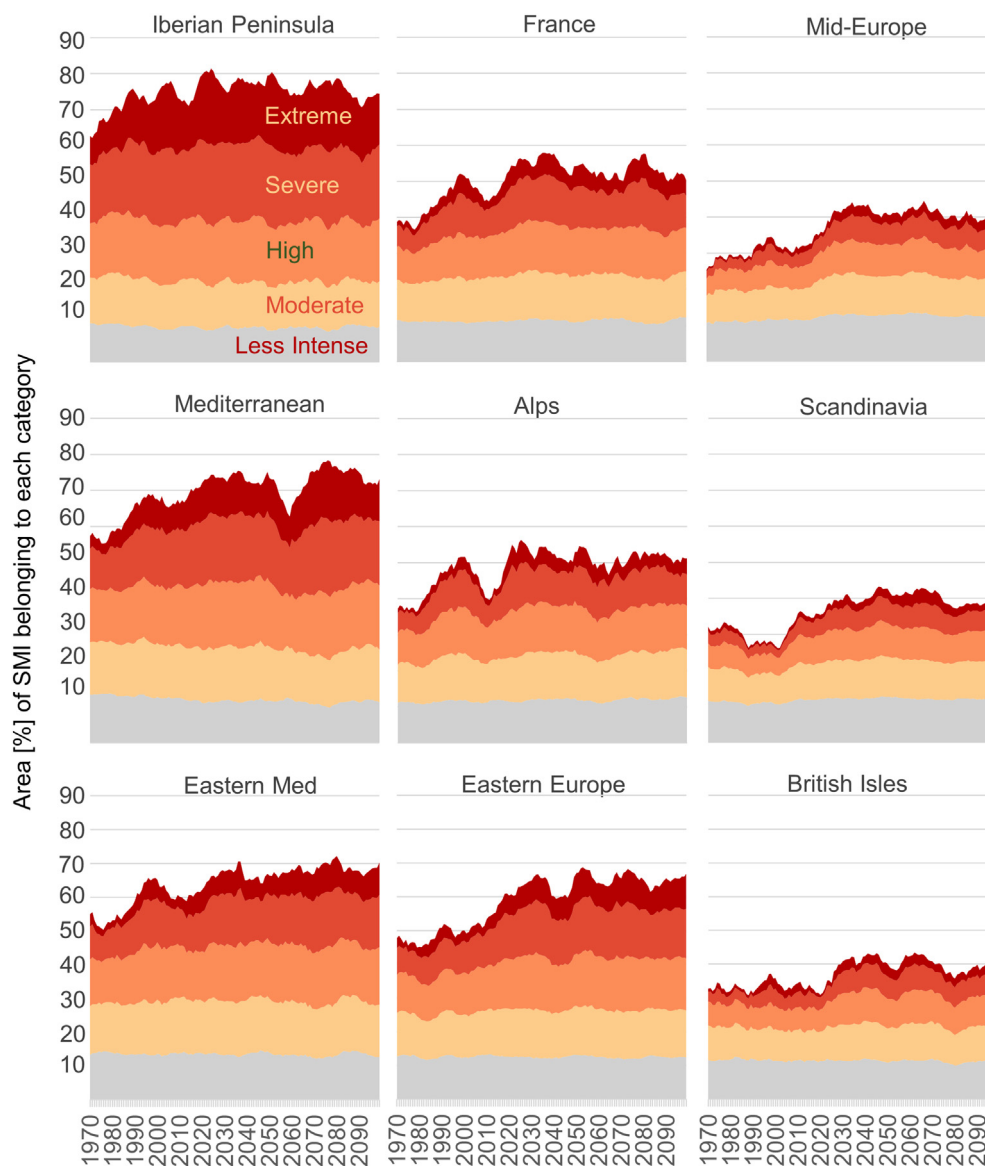 Iberian Peninsula
France
Mid-Europe
90
80
70
60
50
40
30
20
10
Extreme
Severe
High
Moderate
Less Intense
Area [%] of SMI belonging to each category
Mediterranean
Alps
Scandinavia
90
80
70
60
50
40
30
20
10
Eastern Med
Eastern Europe
British Isles
90
80
70
60
50
40
30
20
10
1970 1980 1990 2000 2010 2020 2030 2040 2050 2060 2070 2080 2090
1970 1980 1990 2000 2010 2020 2030 2040 2050 2060 2070 2080 2090
1970 1980 1990 2000 2010 2020 2030 2040 2050 2060 2070 2080 2090